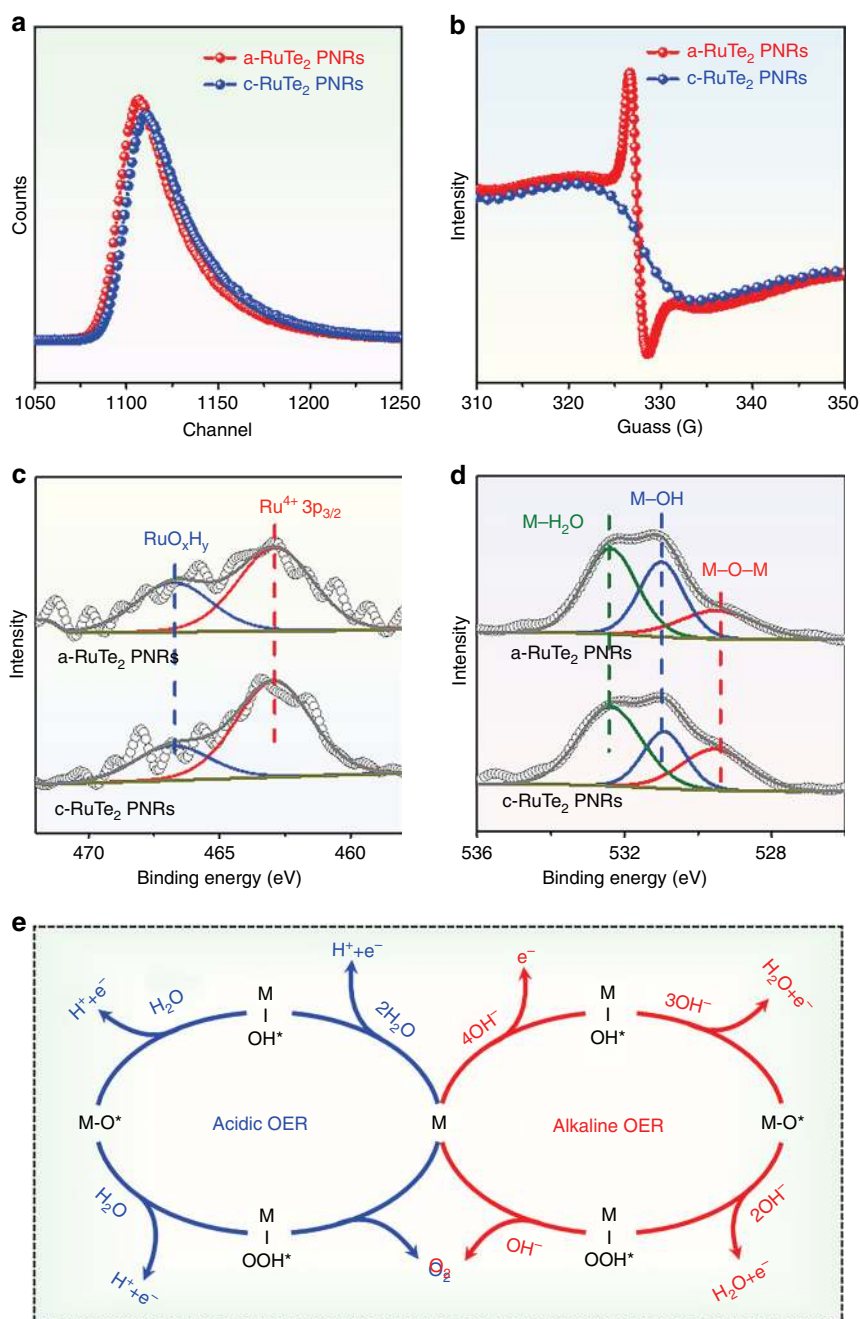 a
a-RuTe₂ PNRs
c-RuTe₂ PNRs
Counts
1050 1100 1150 1200 1250
Channel
b
a-RuTe₂ PNRs
c-RuTe₂ PNRs
Intensity
310 320 330 340 350
Guass (G)
c
Ru⁴⁺ 3p₃/₂
RuOₓHᵧ
a-RuTe₂ PNRs
c-RuTe₂ PNRs
Intensity
470 465 460
Binding energy (eV)
d
M–OH
M–H₂O
M–O–M
a-RuTe₂ PNRs
c-RuTe₂ PNRs
Intensity
536 532 528
Binding energy (eV)
e
H⁺+e⁻ e⁻
H⁺+e⁻ H₂O M 2H₂O 4OH⁻ M 3OH⁻ H₂O+e⁻
OH* OH*
M-O* Acidic OER M Alkaline OER M-O*
H₂O M OH⁻ M 2OH⁻
OOH* O₂ O₂ OOH*
H⁺+e⁻ H₂O+e⁻